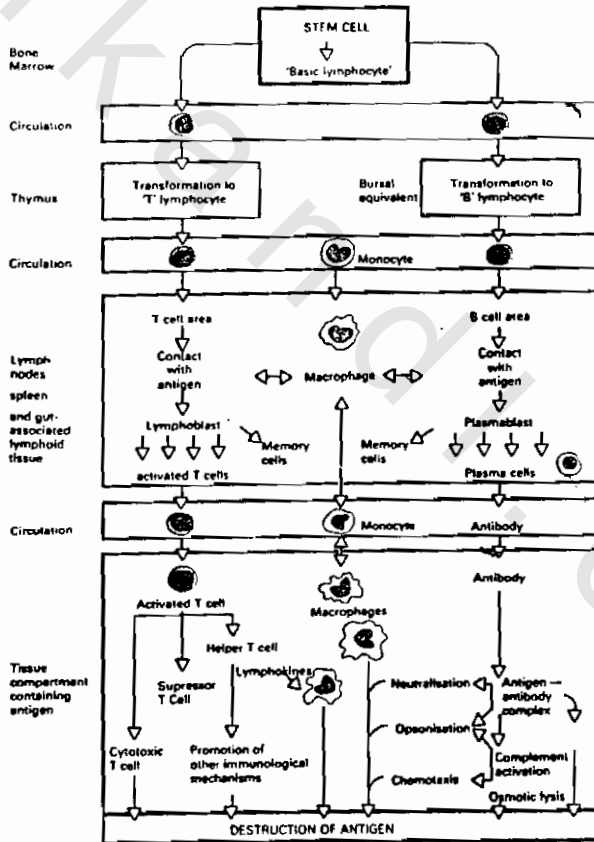 STEM CELL
'Basic lymphocyte'
Bone
Marrow
Circulation
Thymus
Transformation to
'T' lymphocyte
Bursal
equivalent
Transformation to
'B' lymphocyte
Circulation
Monocyte
Lymph
nodes
spleen
and gut-
associated
lymphoid
tissue
T cell area
Contact
with
antigen
Lymphoblast
Memory
cells
activated T cells
Macrophage
B cell area
Contact
with
antigen
Plasmablast
Memory
cells
Plasma cells
Circulation
Monocyte
Antibody
Tissue
compartment
containing
antigen
Activated T cell
Macrophages
Antibody
Helper T cell
Lymphokines
Supressor
T Cell
Cytotoxic
T cell
Promotion of
other immunological
mechanisms
Neutralisation
Opsonisation
Chemotaxis
Antigen —
antibody
complex
Complement
activation
Osmotic lysis
DESTRUCTION OF ANTIGEN